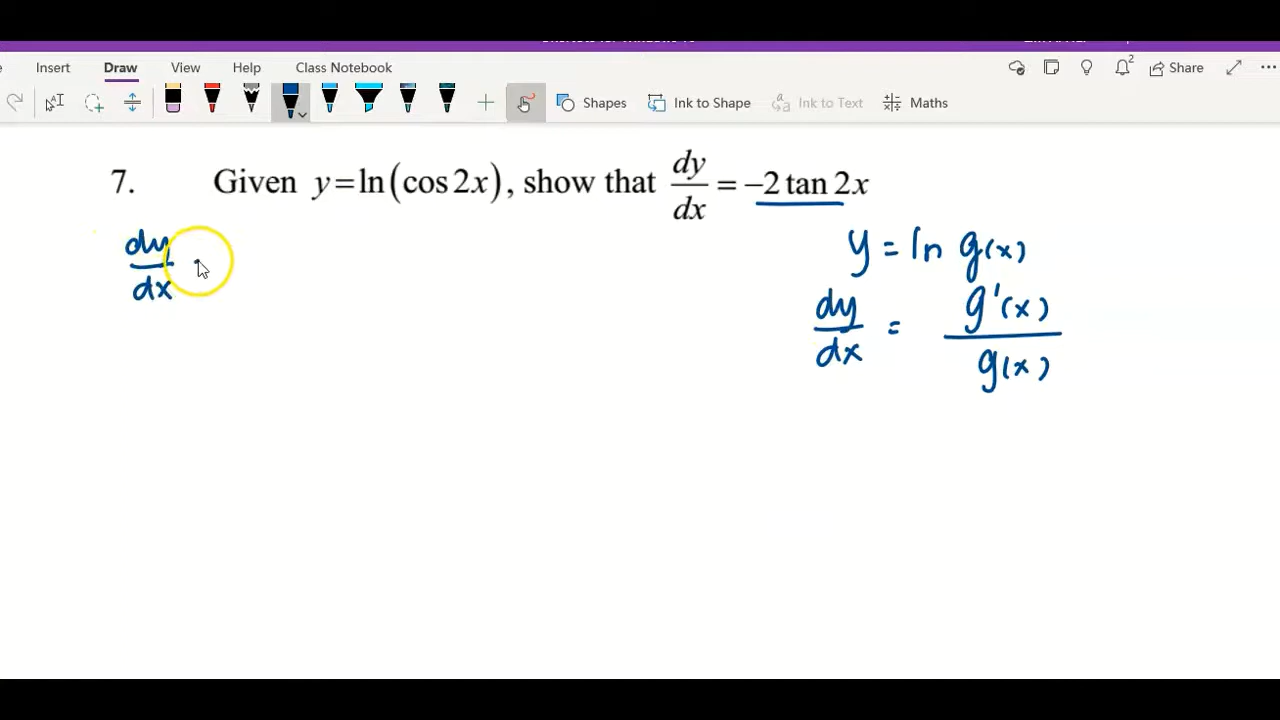 Insert Draw View Help Class Notebook Share
Shapes Ink to Shape Ink to Text Maths
7. Given y=ln(cos 2x), show that dy/dx = −2 tan 2x
y = ln g(x)
dy/dx
dy/dx = g'(x)/g(x)